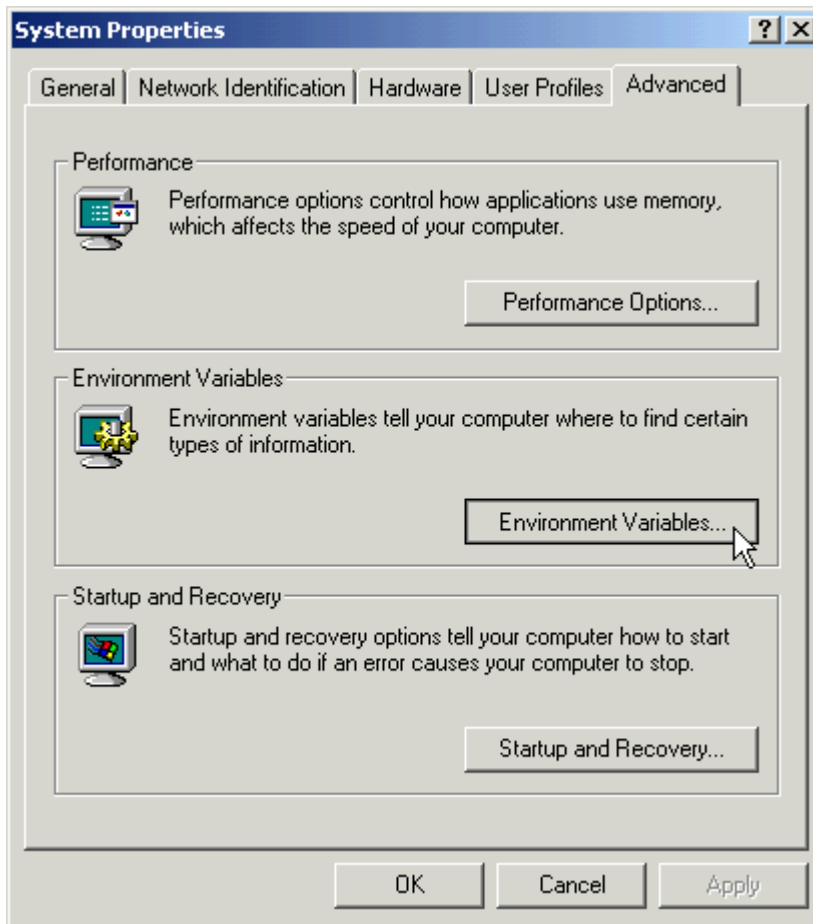 System Properties
General Network Identification Hardware User Profiles Advanced
Performance
Performance options control how applications use memory,
which affects the speed of your computer.
Performance Options...
Environment Variables
Environment variables tell your computer where to find certain
types of information.
Environment Variables...
Startup and Recovery
Startup and recovery options tell your computer how to start
and what to do if an error causes your computer to stop.
Startup and Recovery...
OK Cancel Apply